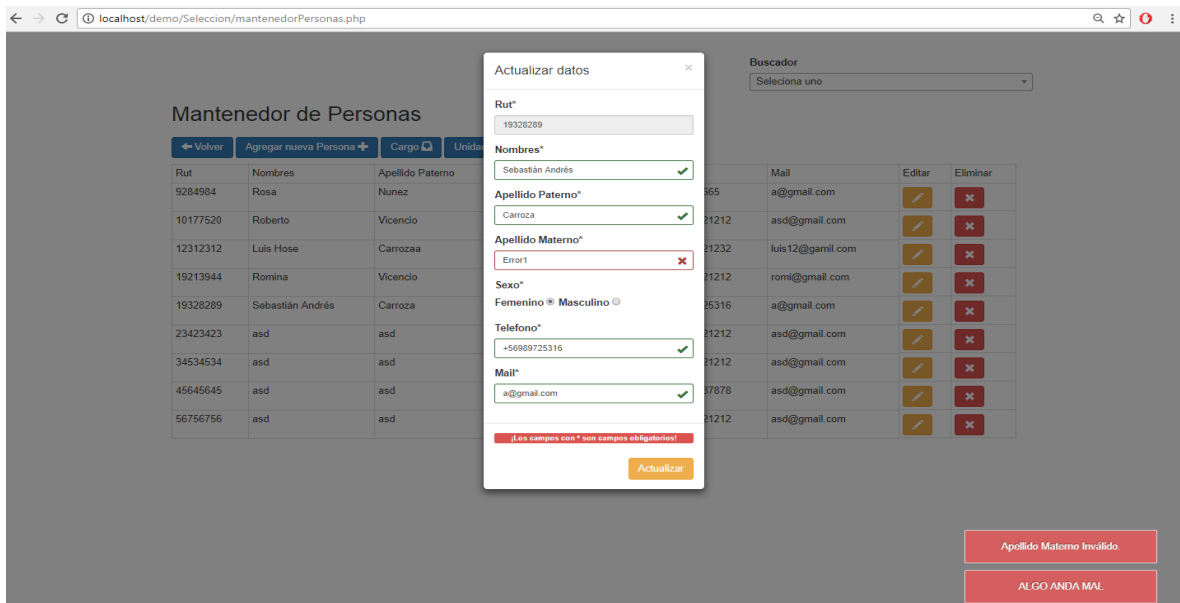 localhost/demo/Seleccion/mantenedorPersonas.php
Buscador
Seleciona uno
Mantenedor de Personas
Volver Agregar nueva Persona Cargo Unida
Rut Nombres Apellido Paterno Mail Editar Eliminar
9284984 Rosa Nunez 565 a@gmail.com
10177520 Roberto Vicencio 21212 asd@gmail.com
12312312 Luis Hose Carrozaa 21232 luis12@gamil.com
19213944 Romina Vicencio 21212 romi@gmail.com
19328289 Sebastián Andrés Carroza 25316 a@gmail.com
23423423 asd asd 21212 asd@gmail.com
34534534 asd asd 21212 asd@gmail.com
45645645 asd asd 37878 asd@gmail.com
56756756 asd asd 21212 asd@gmail.com
Actualizar datos ×
Rut*
19328289
Nombres*
Sebastián Andrés
Apellido Paterno*
Carroza
Apellido Materno*
Error1
Sexo*
Femenino Masculino
Telefono*
+56989725316
Mail*
a@gmail.com
¡Los campos con * son campos obligatorios!
Actualizar
Apellido Materno Inválido.
ALGO ANDA MAL